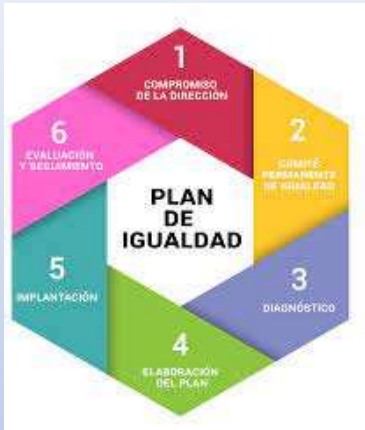 1
COMPROMISO
DE LA DIRECCIÓN
2
COMITÉ
PERMANENTE
DE IGUALDAD
3
DIAGNÓSTICO
4
ELABORACIÓN
DEL PLAN
5
IMPLANTACIÓN
6
EVALUACIÓN
Y SEGUIMIENTO
PLAN
DE
IGUALDAD